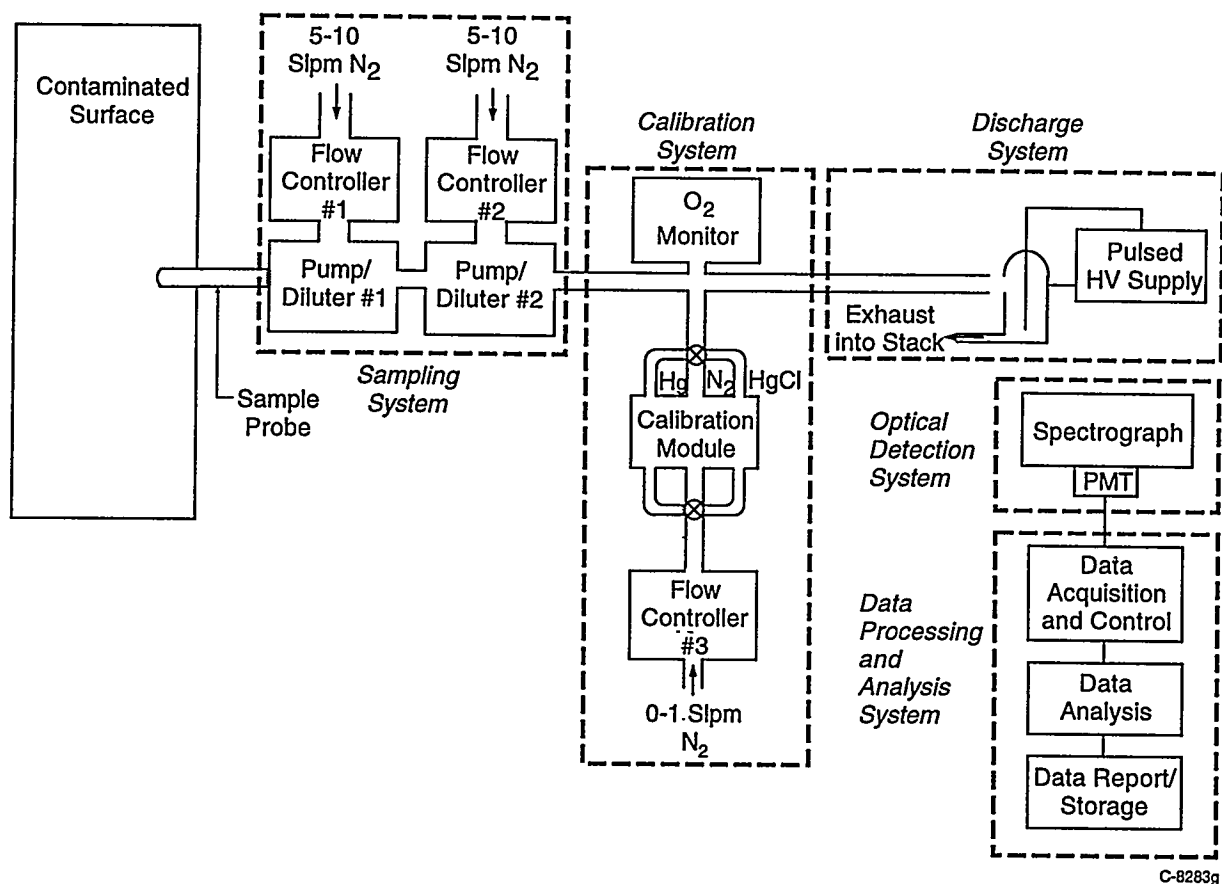 Contaminated
Surface
5-10
Slpm N2
5-10
Slpm N2
Flow
Controller
#1
Flow
Controller
#2
Pump/
Diluter #1
Pump/
Diluter #2
Sampling
System
Sample
Probe
Calibration
System
O2
Monitor
Hg
N2
HgCl
Calibration
Module
Flow
Controller
#3
0-1 Slpm
N2
Discharge
System
Pulsed
HV Supply
Exhaust
into Stack
Optical
Detection
System
Spectrograph
PMT
Data
Processing
and
Analysis
System
Data
Acquisition
and Control
Data
Analysis
Data Report/
Storage
C-8283g